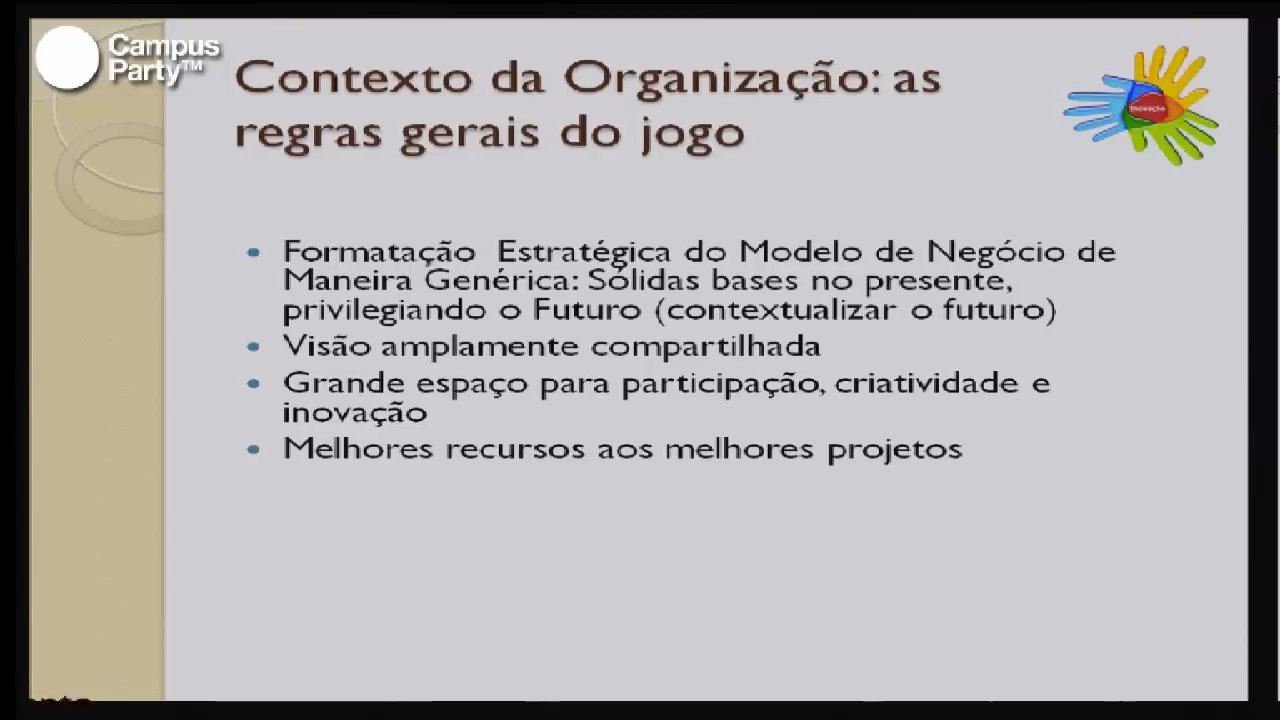 Campus
Party™
Contexto da Organização: as
regras gerais do jogo
Inovação
• Formatação Estratégica do Modelo de Negócio de
Maneira Genérica: Sólidas bases no presente,
privilegiando o Futuro (contextualizar o futuro)
• Visão amplamente compartilhada
• Grande espaço para participação, criatividade e
inovação
• Melhores recursos aos melhores projetos